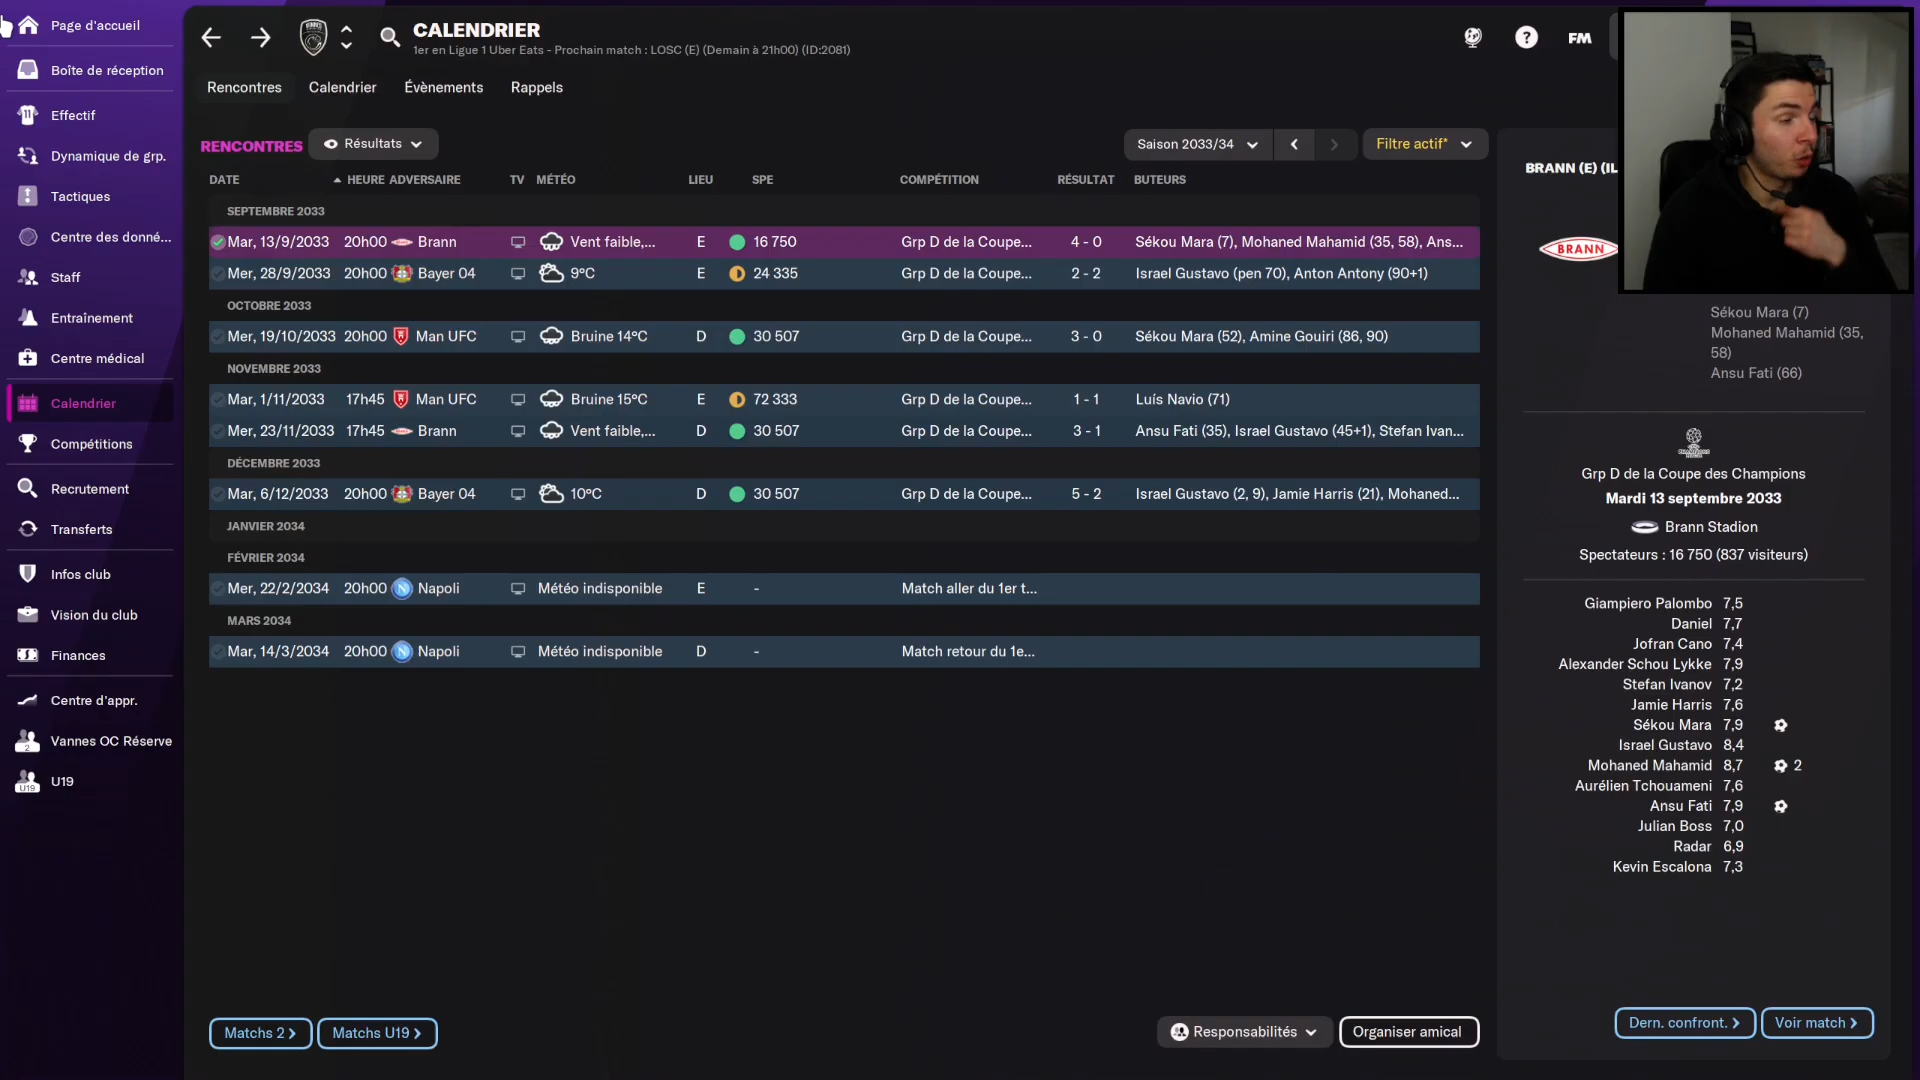 Page d'accueil
Boîte de réception
Effectif
Dynamique de grp.
Tactiques
Centre des donné...
Staff
Entraînement
Centre médical
Calendrier
Compétitions
Recrutement
Transferts
Infos club
Vision du club
Finances
Centre d'appr.
2 Vannes OC Réserve
U19 U19
CALENDRIER
1er en Ligue 1 Uber Eats - Prochain match : LOSC (E) (Demain à 21h00) (ID:2081)
? FM
Rencontres Calendrier Évènements Rappels
RENCONTRES Résultats Saison 2033/34 Filtre actif*
DATE HEURE ADVERSAIRE TV MÉTÉO LIEU SPE COMPÉTITION RÉSULTAT BUTEURS
SEPTEMBRE 2033
Mar, 13/9/2033 20h00 Brann Vent faible,... E 16 750 Grp D de la Coupe... 4 - 0 Sékou Mara (7), Mohaned Mahamid (35, 58), Ans...
Mer, 28/9/2033 20h00 Bayer 04 9°C E 24 335 Grp D de la Coupe... 2 - 2 Israel Gustavo (pen 70), Anton Antony (90+1)
OCTOBRE 2033
Mer, 19/10/2033 20h00 Man UFC Bruine 14°C D 30 507 Grp D de la Coupe... 3 - 0 Sékou Mara (52), Amine Gouiri (86, 90)
NOVEMBRE 2033
Mar, 1/11/2033 17h45 Man UFC Bruine 15°C E 72 333 Grp D de la Coupe... 1 - 1 Luís Navio (71)
Mer, 23/11/2033 17h45 Brann Vent faible,... D 30 507 Grp D de la Coupe... 3 - 1 Ansu Fati (35), Israel Gustavo (45+1), Stefan Ivan...
DÉCEMBRE 2033
Mar, 6/12/2033 20h00 Bayer 04 10°C D 30 507 Grp D de la Coupe... 5 - 2 Israel Gustavo (2, 9), Jamie Harris (21), Mohaned...
JANVIER 2034
FÉVRIER 2034
Mer, 22/2/2034 20h00 Napoli Météo indisponible E - Match aller du 1er t...
MARS 2034
Mar, 14/3/2034 20h00 Napoli Météo indisponible D - Match retour du 1e...
Matchs 2 Matchs U19 Responsabilités Organiser amical
BRANN (E) (IL
BRANN
Sékou Mara (7)
Mohaned Mahamid (35,
58)
Ansu Fati (66)
Grp D de la Coupe des Champions
Mardi 13 septembre 2033
Brann Stadion
Spectateurs : 16 750 (837 visiteurs)
Giampiero Palombo 7,5
Daniel 7,7
Jofran Cano 7,4
Alexander Schou Lykke 7,9
Stefan Ivanov 7,2
Jamie Harris 7,6
Sékou Mara 7,9
Israel Gustavo 8,4
Mohaned Mahamid 8,7 2
Aurélien Tchouameni 7,6
Ansu Fati 7,9
Julian Boss 7,0
Radar 6,9
Kevin Escalona 7,3
Dern. confront. Voir match